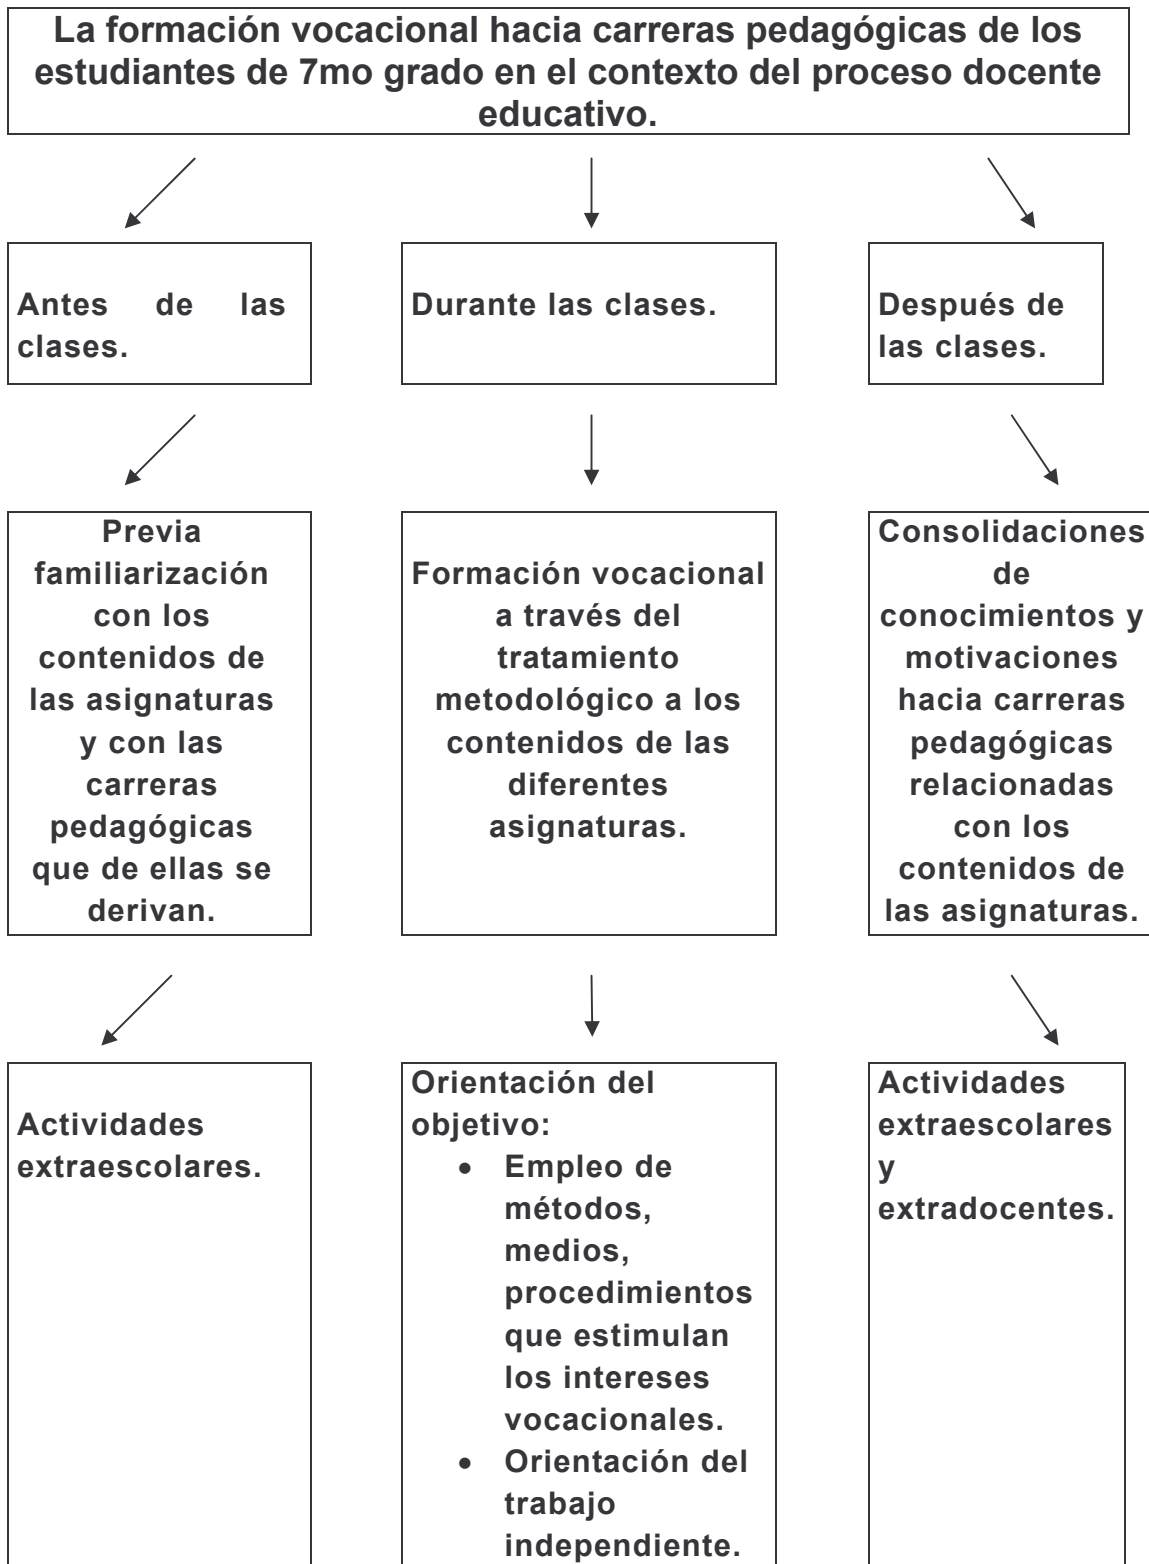 La formación vocacional hacia carreras pedagógicas de los
estudiantes de 7mo grado en el contexto del proceso docente
educativo.
Antes de las
clases.
Durante las clases.
Después de
las clases.
Previa
familiarización
con los
contenidos de
las asignaturas
y con las
carreras
pedagógicas
que de ellas se
derivan.
Formación vocacional
a través del
tratamiento
metodológico a los
contenidos de las
diferentes
asignaturas.
Consolidaciones
de
conocimientos y
motivaciones
hacia carreras
pedagógicas
relacionadas
con los
contenidos de
las asignaturas.
Actividades
extraescolares.
Orientación del
objetivo:
• Empleo de
métodos,
medios,
procedimientos
que estimulan
los intereses
vocacionales.
• Orientación del
trabajo
independiente.
Actividades
extraescolares
y
extradocentes.